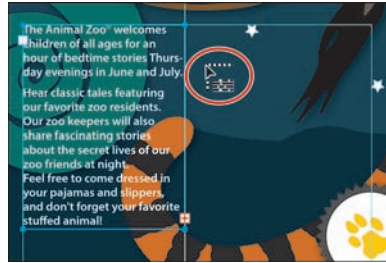 The Animal Zoo® welcomes
children of all ages for an
hour of bedtime stories Thurs-
day evenings in June and July.
Hear classic tales featuring
our favorite zoo residents.
Our zoo keepers will also
share fascinating stories
about the secret lives of our
zoo friends at night.
Feel free to come dressed in
your pajamas and slippers,
and don't forget your favorite
stuffed animal!